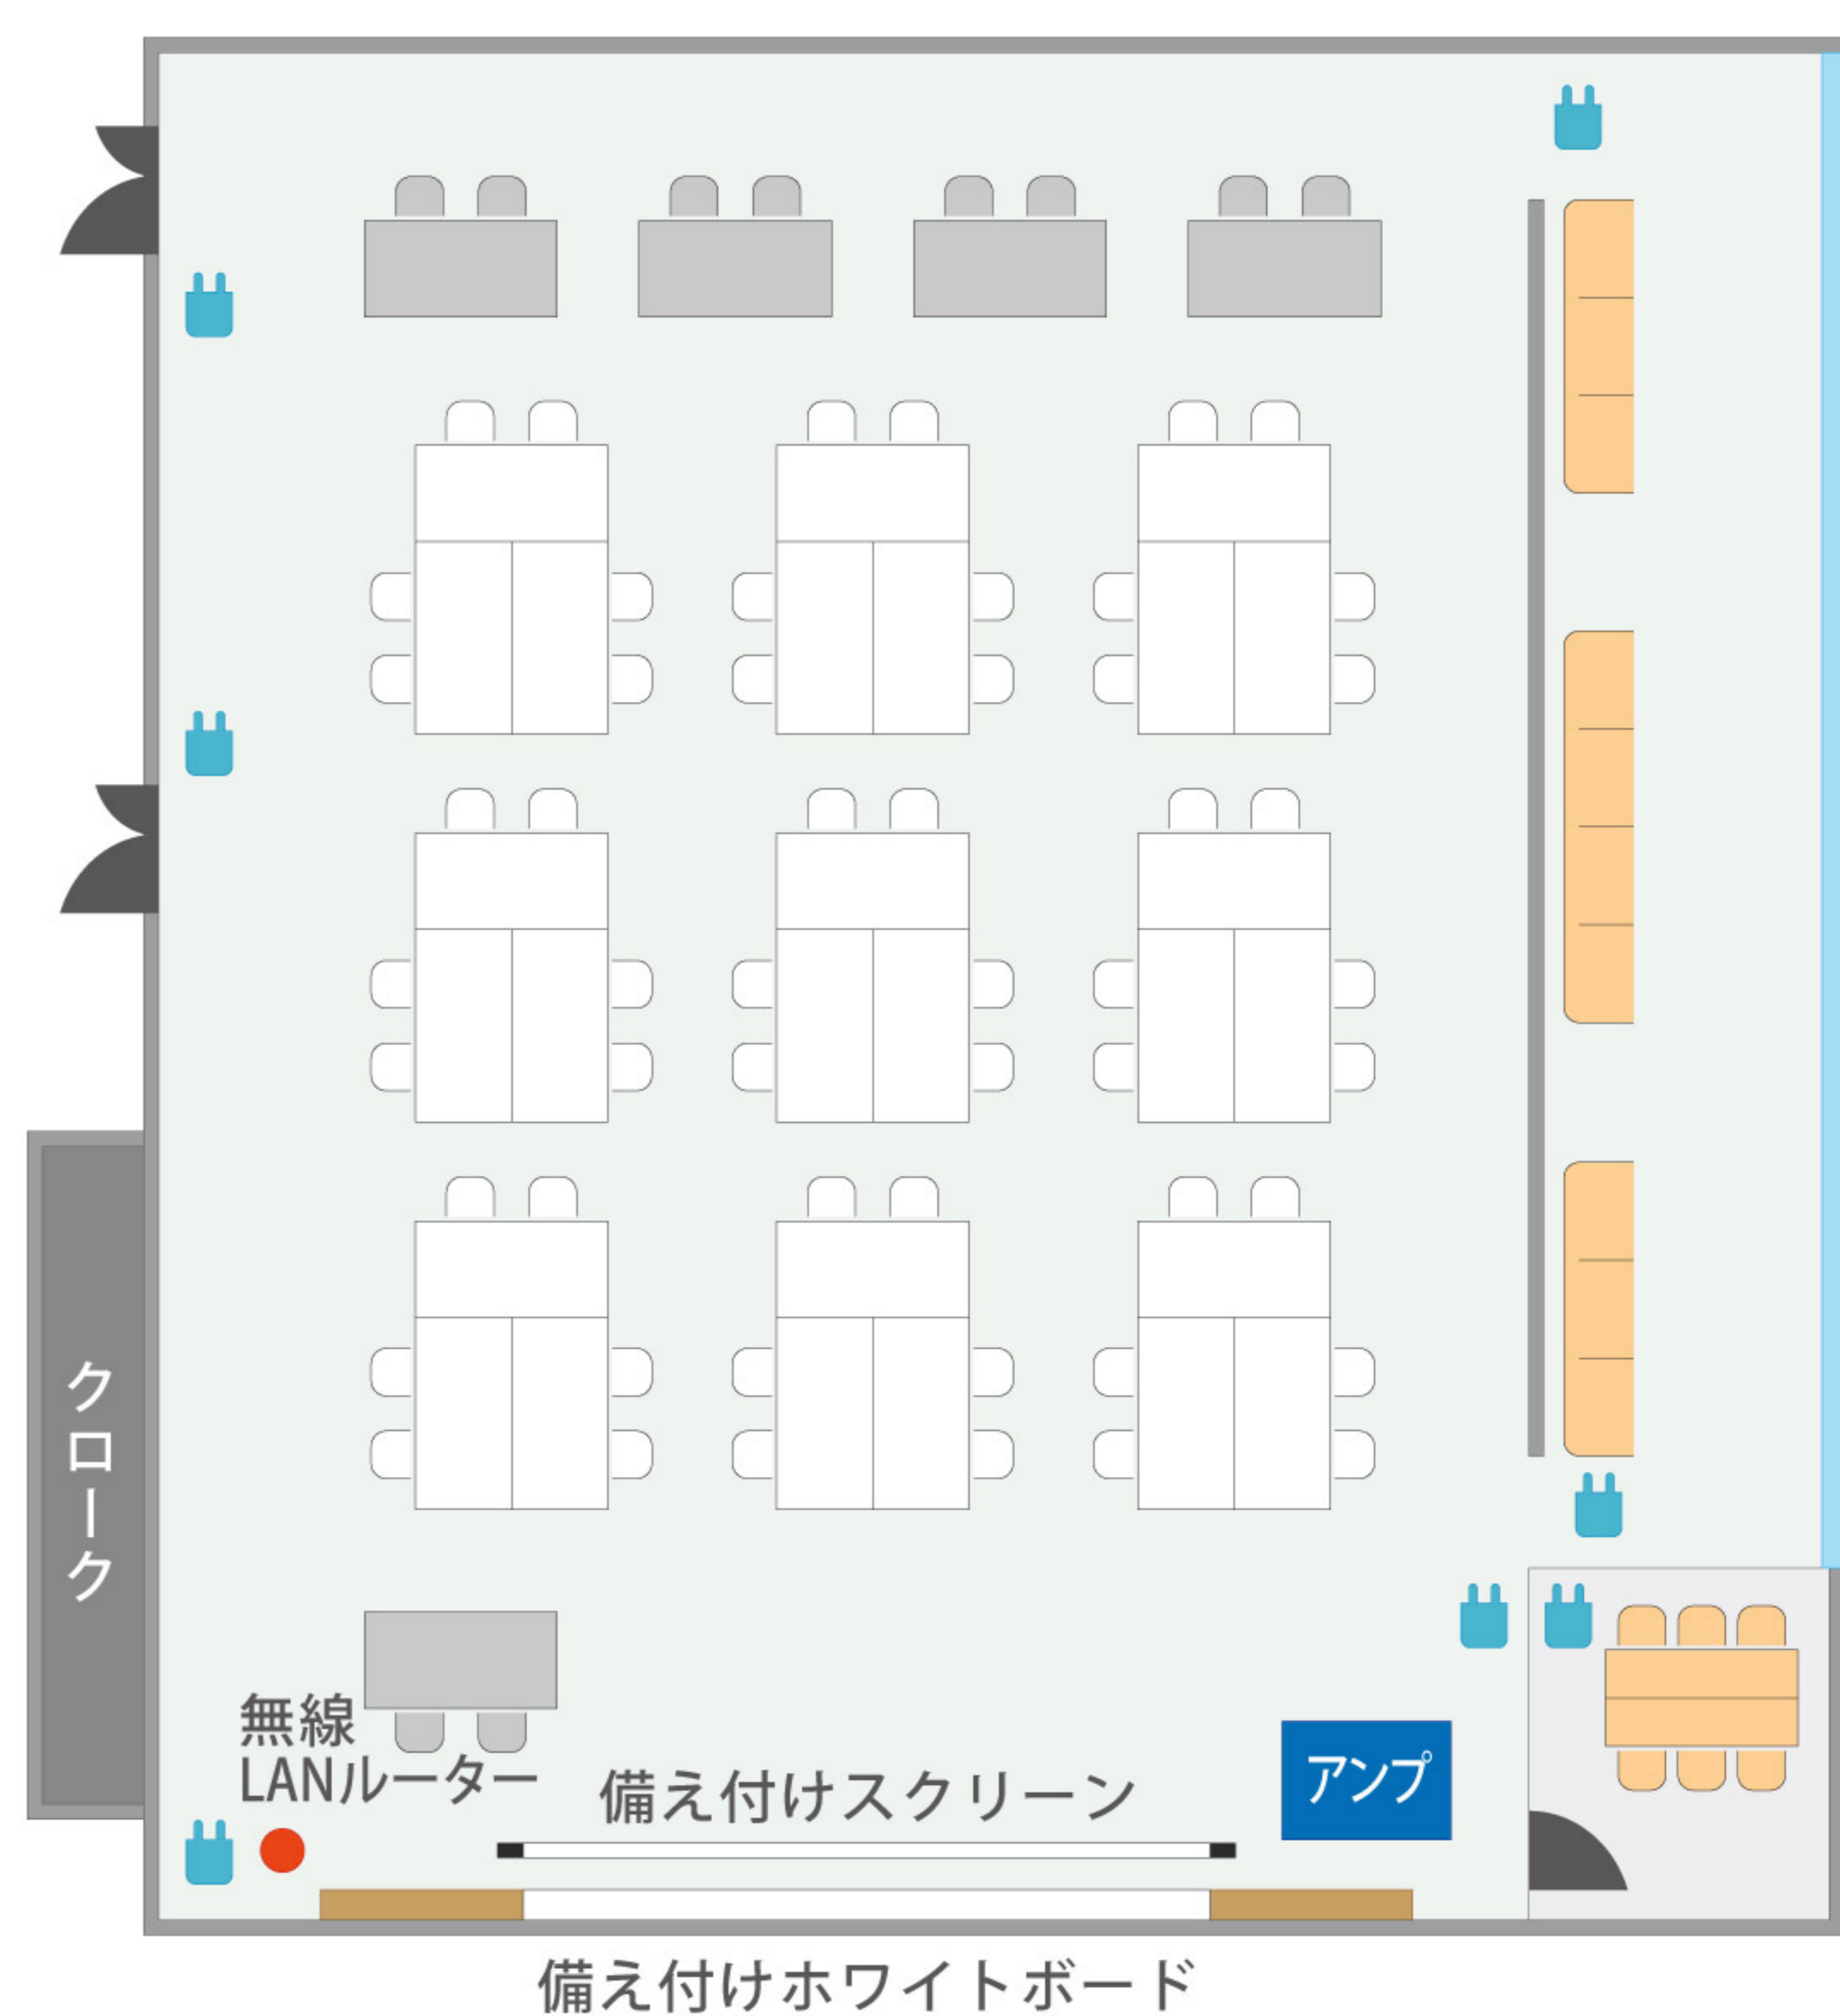 クローク
無線
LANルーター
備え付けスクリーン
アンプ
備え付けホワイトボード